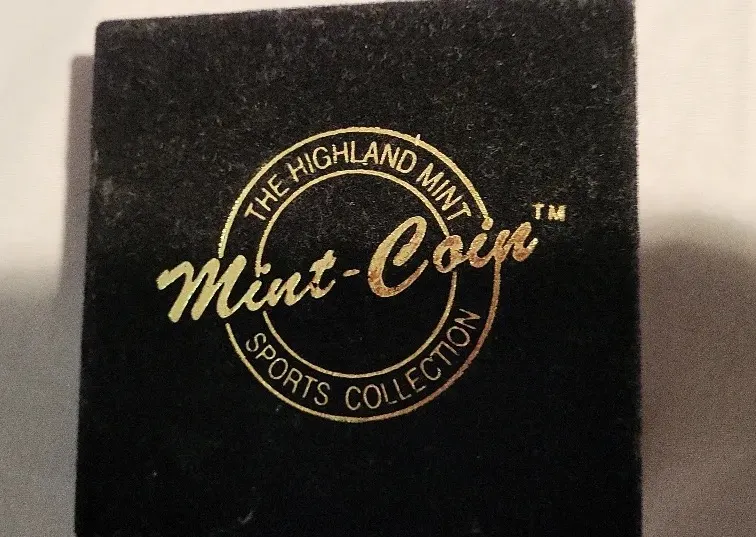 THE HIGHLAND MINT
Mint-Coin™
SPORTS COLLECTION